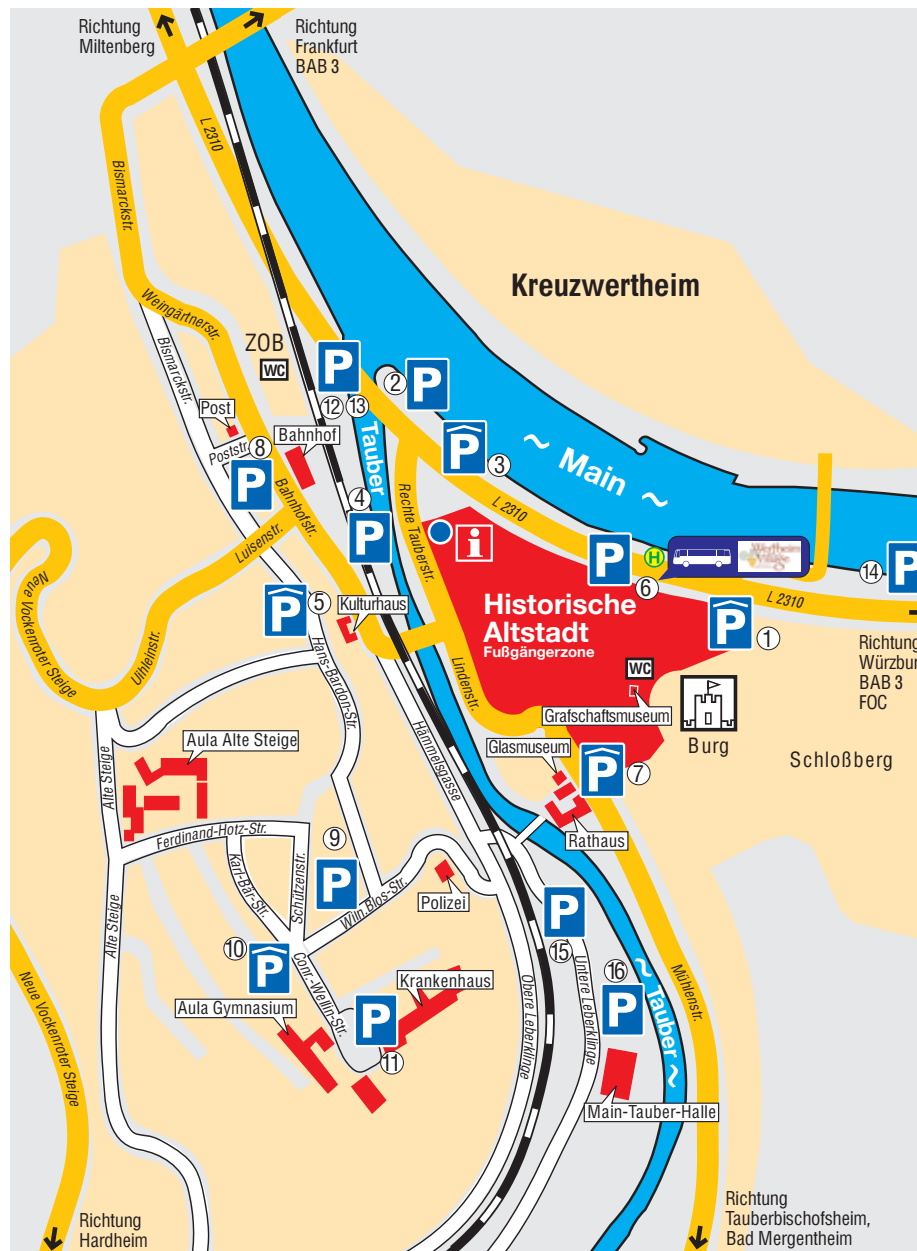 Richtung
Miltenberg
Richtung
Frankfurt
BAB 3
L 2310
Bismarckstr.
Kreuzwertheim
Weingärtnerstr.
ZOB
WC
Bismarckstr.
P
12
13
2
P
Post
Poststr.
8
P
Bahnhof
Tauber
P
3
~ Main ~
4
P
Bahnhofstr.
Luisenstr.
Rechte Tauberstr.
L 2310
i
P
6
H
14
P
L 2310
Neue Vockenroter Steige
Uihleinstr.
P
5
Kulturhaus
Historische
Altstadt
Fußgängerzone
P
1
Richtung
Würzbur
BAB 3
FOC
WC
Grafschaftsmuseum
Burg
Schloßberg
Lindenstr.
Hans-Bardon-Str.
Hämmelsgasse
Glasmuseum
P
7
Rathaus
Aula Alte Steige
Alte Steige
Ferdinand-Hotz-Str.
9
P
Karl-Bär-Str.
Schützenstr.
Wilh.Blos-Str.
Polizei
Alte Steige
10
P
Conr.-Wellin-Str.
Krankenhaus
Aula Gymnasium
P
11
P
15
16
P
Obere Leberklinge
Untere Leberklinge
~ Tauber ~
Mühlenstr.
Main-Tauber-Halle
Neue Vockenroter Steige
Richtung
Hardheim
Richtung
Tauberbischofsheim,
Bad Mergentheim